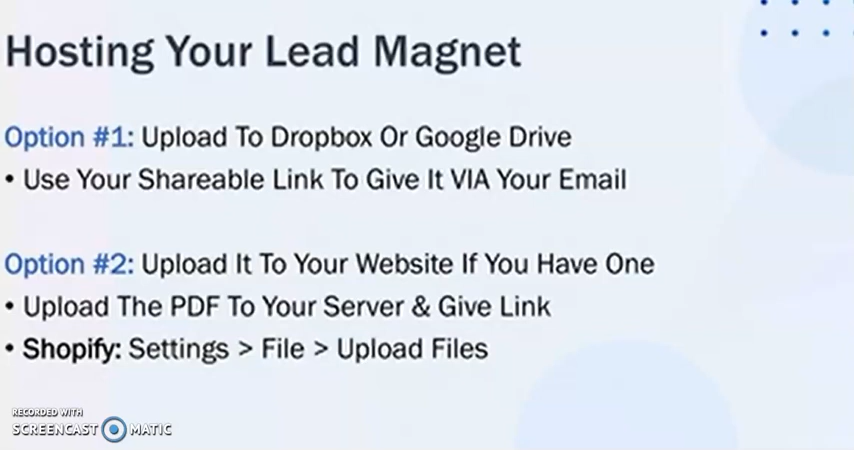 Hosting Your Lead Magnet
Option #1: Upload To Dropbox Or Google Drive
• Use Your Shareable Link To Give It VIA Your Email
Option #2: Upload It To Your Website If You Have One
• Upload The PDF To Your Server & Give Link
• Shopify: Settings > File > Upload Files
RECORDED WITH
SCREENCAST MATIC